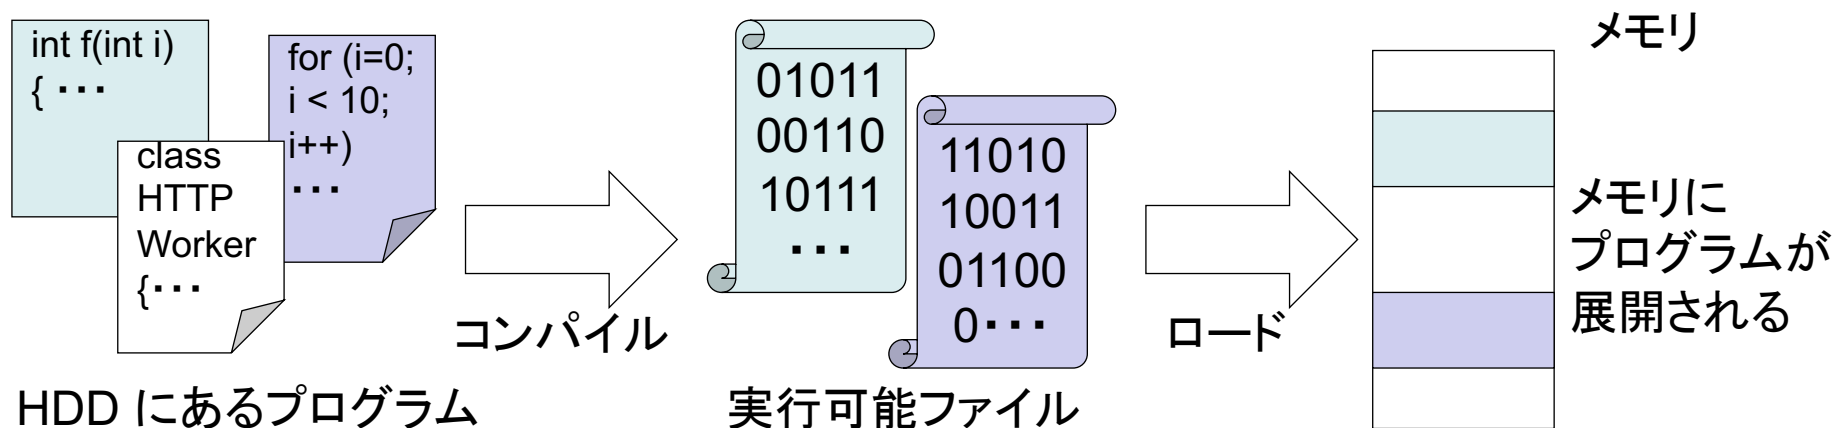 int f(int i)
{ ･･･
for (i=0;
i < 10;
i++)
･･･
class
HTTP
Worker
{･･･
HDD にあるプログラム
コンパイル
01011
00110
10111
･･･
11010
10011
01100
0･･･
実行可能ファイル
ロード
メモリ
メモリに
プログラムが
展開される